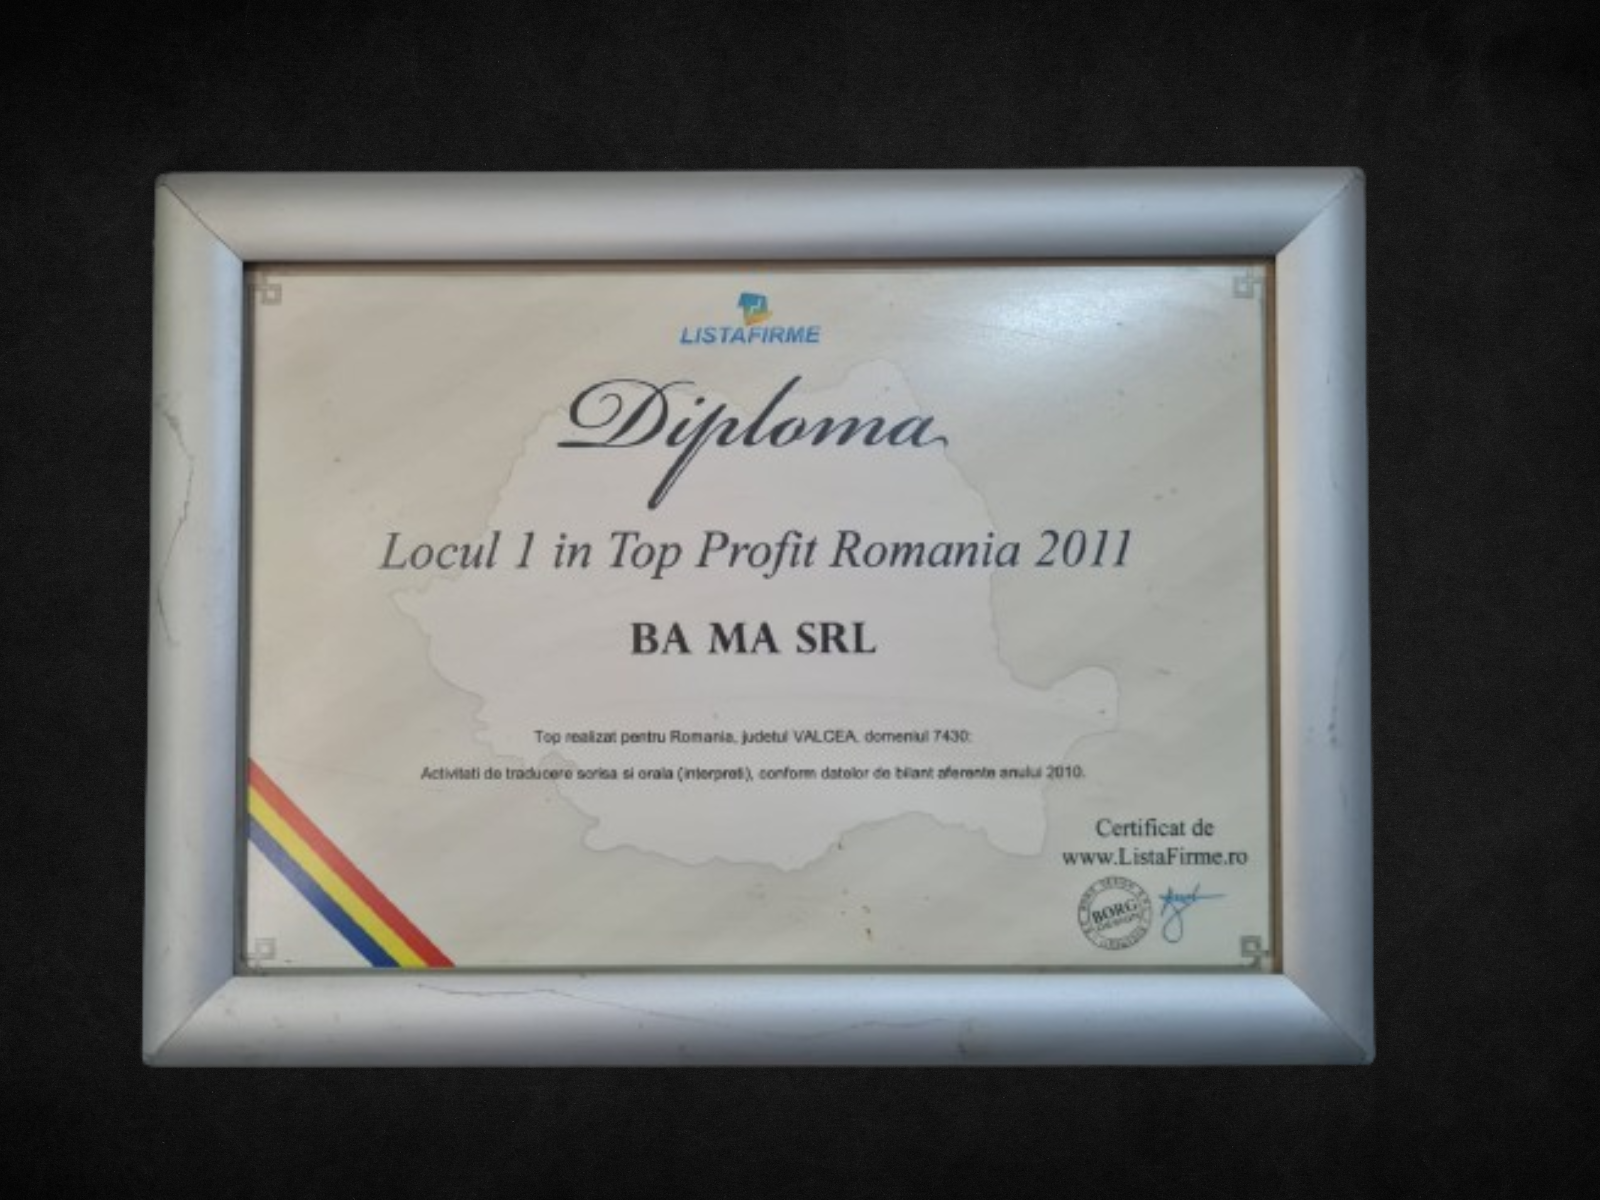 LISTAFIRME
Diploma
Locul 1 in Top Profit Romania 2011
BA MA SRL
Top realizat pentru Romania, judetul VALCEA, domeniul 7430:
Activitati de traducere scrisa si orala (interpreti), conform datelor de bilant aferente anului 2010.
Certificat de
www.ListaFirme.ro
BORG
DESIGN